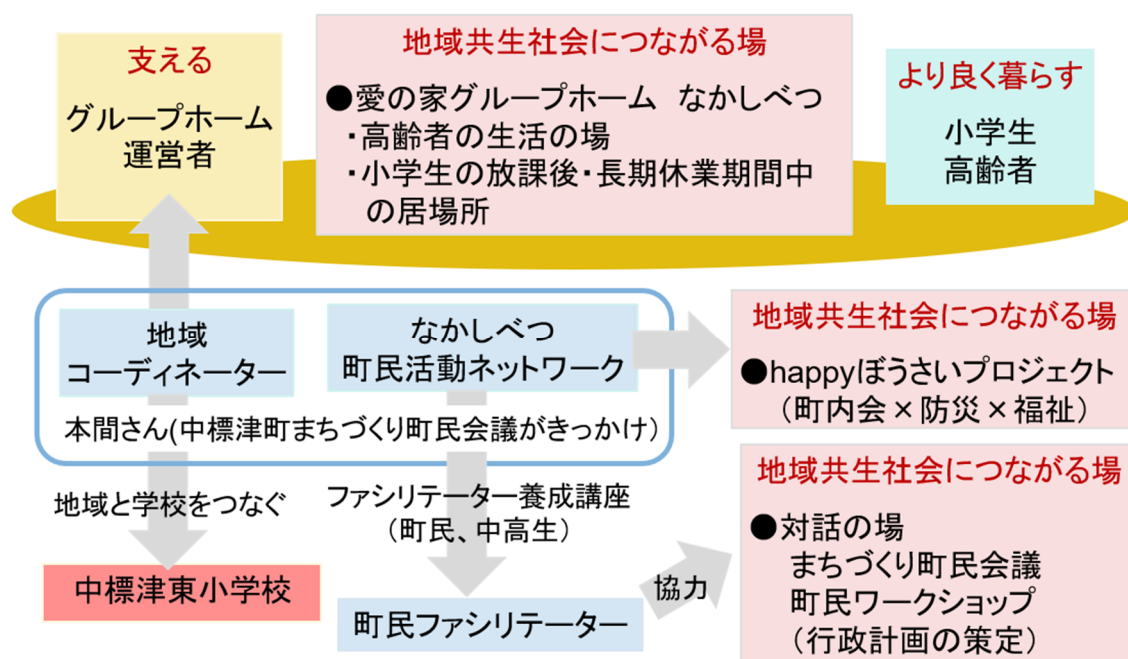 支える
グループホーム
運営者
地域共生社会につながる場
●愛の家グループホーム なかしべつ
・高齢者の生活の場
・小学生の放課後・長期休業期間中
の居場所
より良く暮らす
小学生
高齢者
地域
コーディネーター
なかしべつ
町民活動ネットワーク
本間さん(中標津町まちづくり町民会議がきっかけ)
地域共生社会につながる場
●happyぼうさいプロジェクト
(町内会×防災×福祉)
地域と学校をつなぐ
ファシリテーター養成講座
(町民、中高生)
中標津東小学校
町民ファシリテーター
協力
地域共生社会につながる場
●対話の場
まちづくり町民会議
町民ワークショップ
(行政計画の策定)